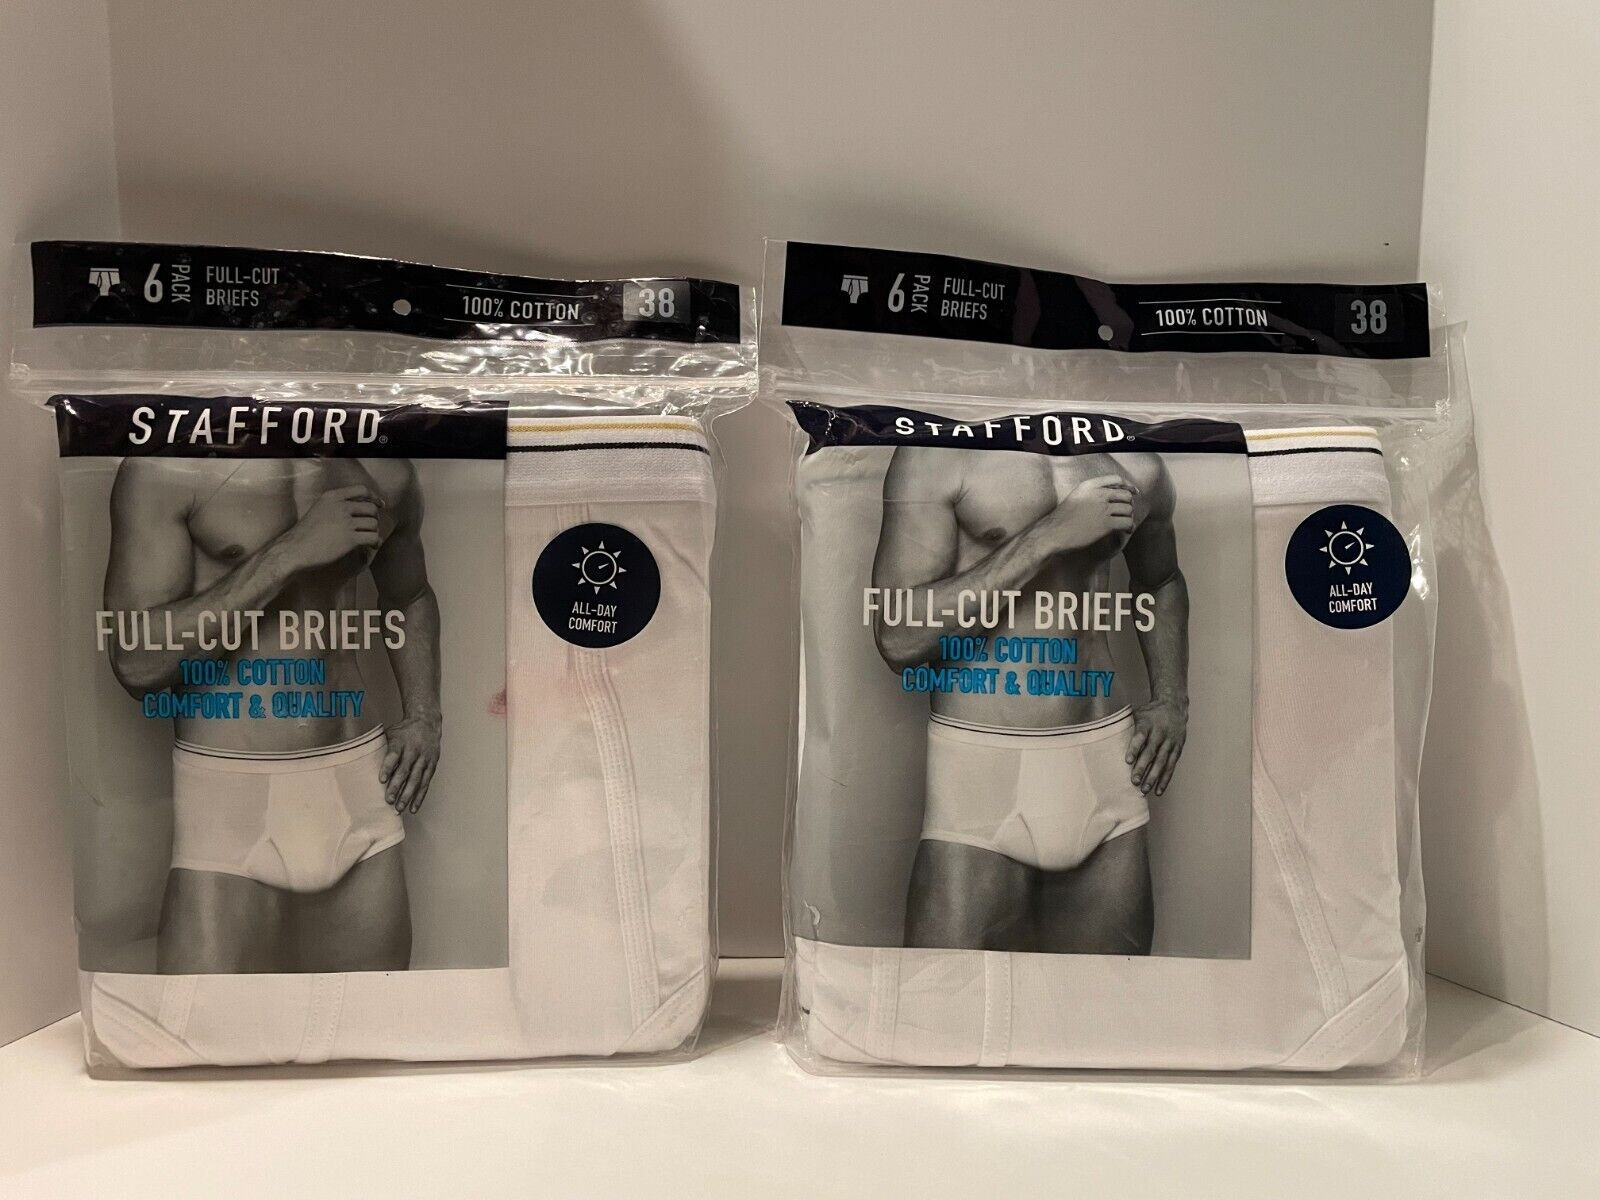 6 PACK
FULL-CUT
BRIEFS
100% COTTON
38
STAFFORD®
FULL-CUT BRIEFS
100% COTTON
COMFORT & QUALITY
ALL-DAY
COMFORT
6 PACK
FULL-CUT
BRIEFS
100% COTTON
38
STAFFORD®
FULL-CUT BRIEFS
100% COTTON
COMFORT & QUALITY
ALL-DAY
COMFORT